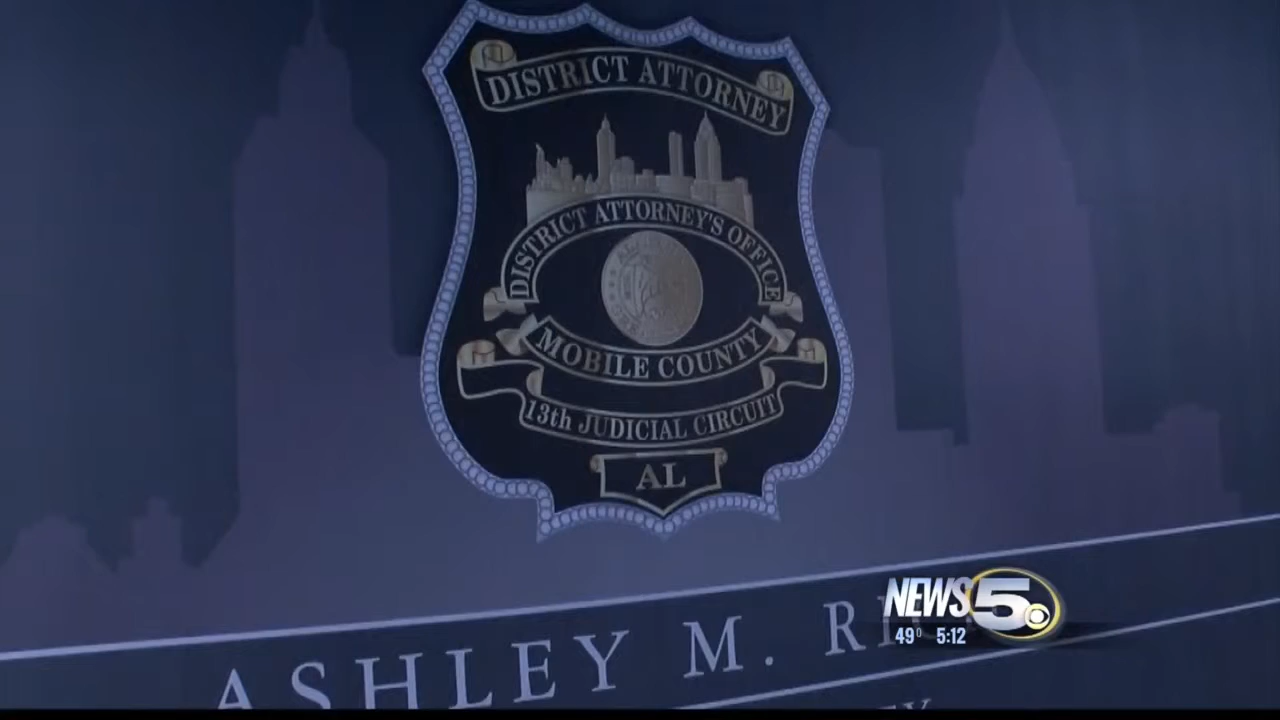 DISTRICT ATTORNEY
DISTRICT ATTORNEY'S OFFICE
MOBILE COUNTY
13th JUDICIAL CIRCUIT
AL
ASHLEY M.
NEWS 5
49° 5:12